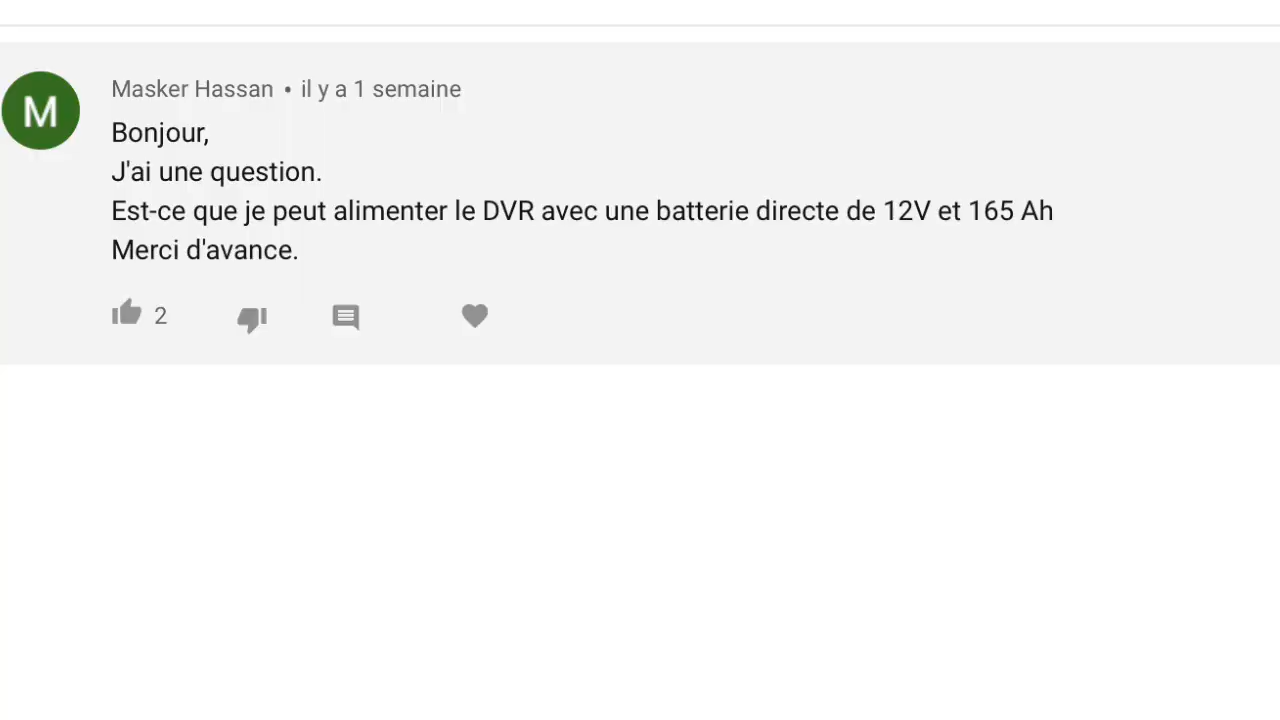 M
Masker Hassan • il y a 1 semaine
Bonjour,
J'ai une question.
Est-ce que je peut alimenter le DVR avec une batterie directe de 12V et 165 Ah
Merci d'avance.
2